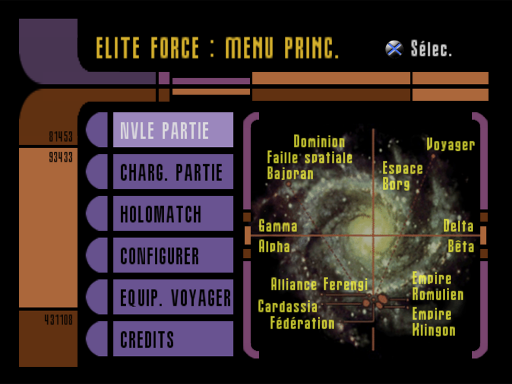 ELITE FORCE : MENU PRINC.
Sélec.
01453
93433
431100
NVLE PARTIE
CHARG. PARTIE
HOLOMATCH
CONFIGURER
EQUIP. VOYAGER
CREDITS
Dominion
Faille spatiale
Bajoran
Voyager
Espace
Borg
Gamma
Delta
Alpha
Bêta
Alliance Ferengi
Empire
Romulien
Cardassia
Fédération
Empire
Klingon